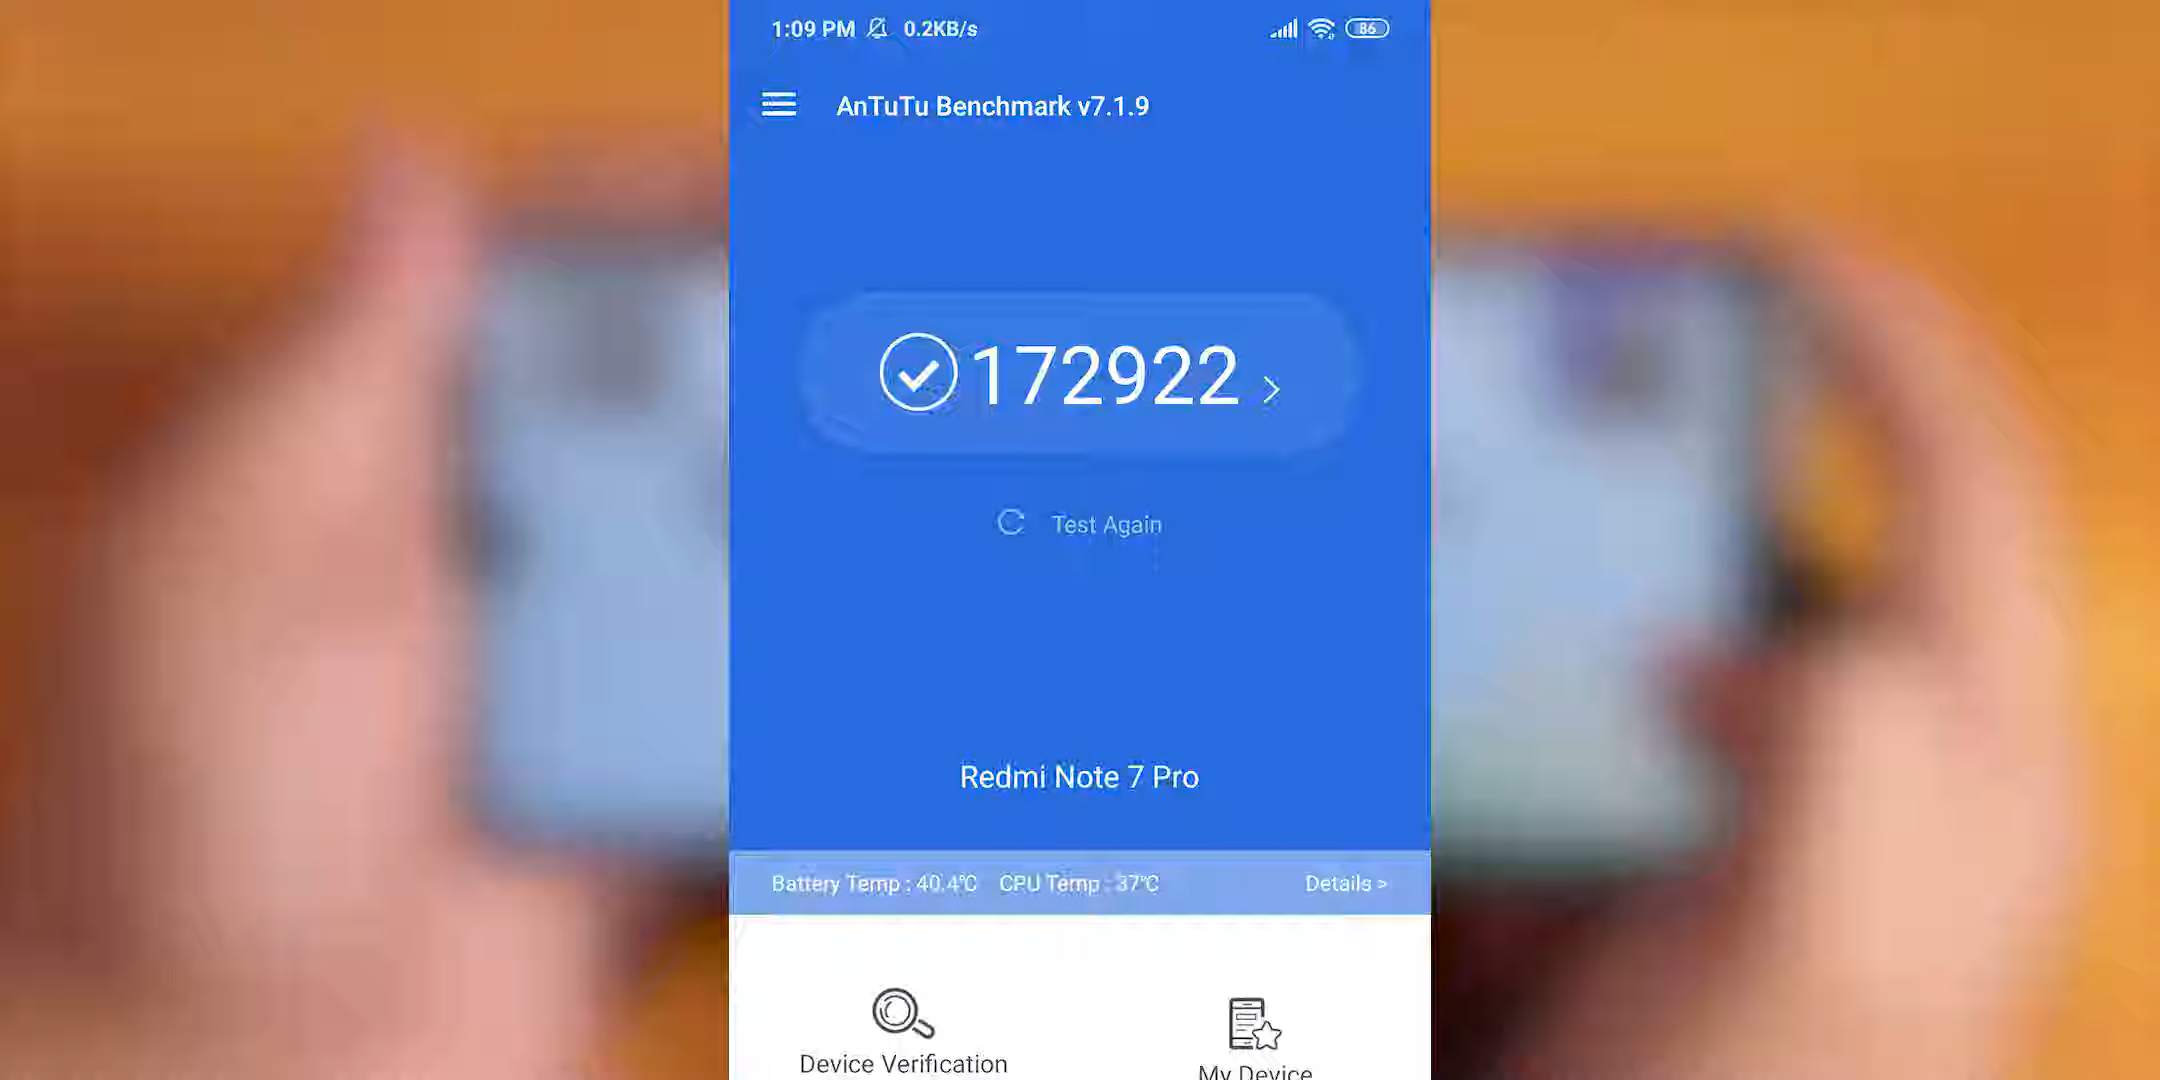 1:09 PM 0.2KB/s 86
AnTuTu Benchmark v7.1.9
172922 >
Test Again
Redmi Note 7 Pro
Battery Temp : 40.4℃ CPU Temp : 37℃ Details >
Device Verification
My Device